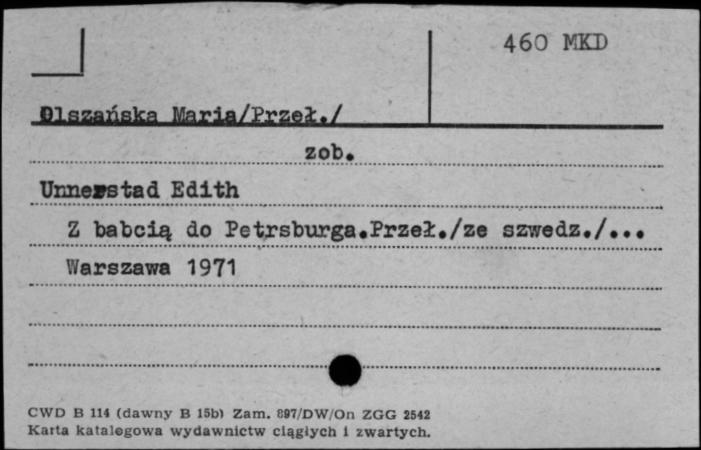 460 MKD
Olszańska Maria/Przeł./
zob.
Unnerstad Edith
Z babcią do Petrsburga.Przeł./ze szwedz./...
Warszawa 1971
CWD B 114 (dawny B 15b) Zam. 897/DW/On ZGG 2542
Karta katalogowa wydawnictw ciągłych i zwartych.